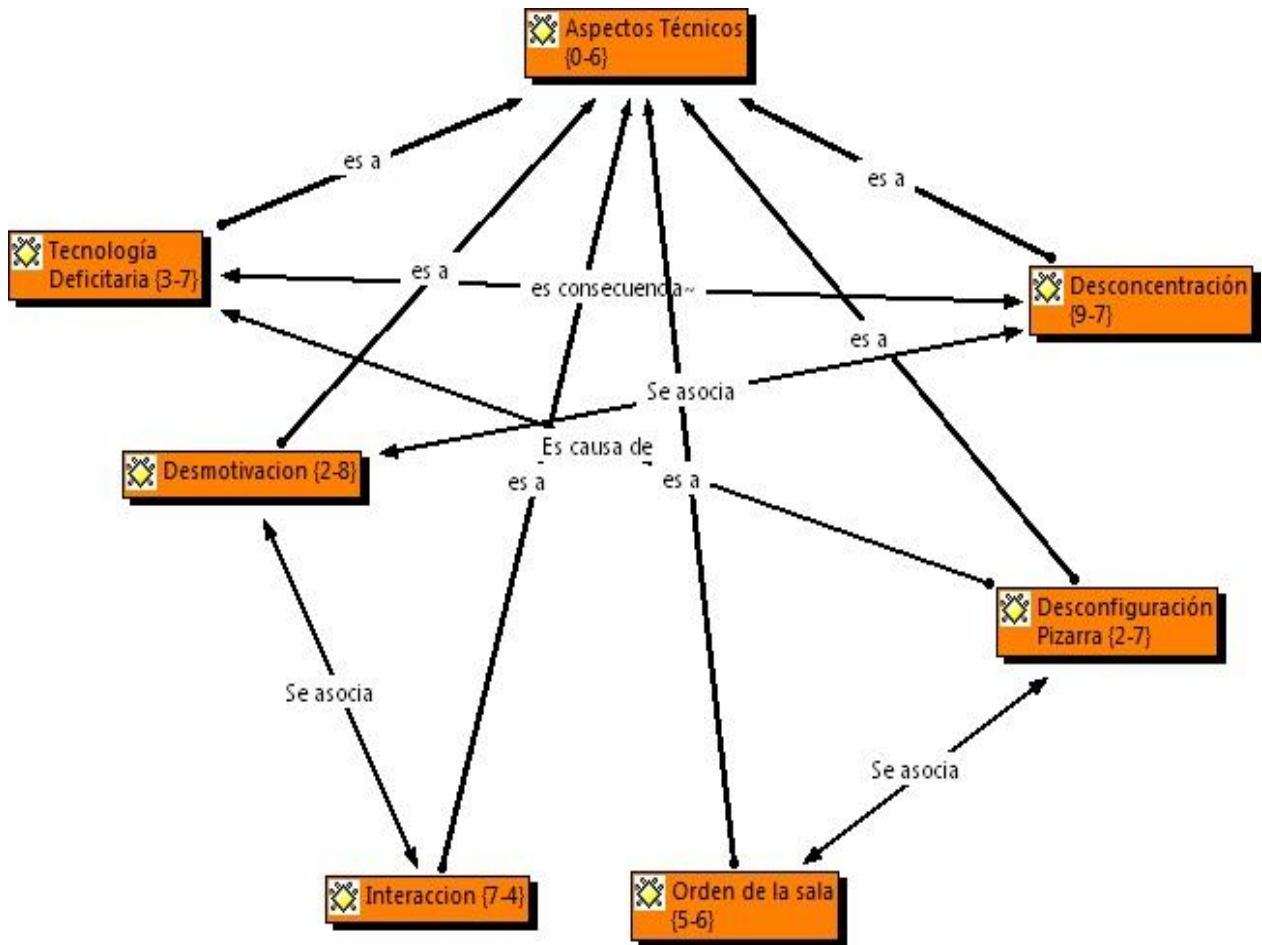 Aspectos Técnicos
{0-6}
es a
es a
Tecnología
Deficitaria {3-7}
es a
es consecuencia~
Desconcentración
{9-7}
es a
Se asocia
Es causa de
Desmotivacion {2-8}
es a
es a
Desconfiguración
Pizarra {2-7}
Se asocia
Se asocia
Interaccion {7-4}
Orden de la sala
{5-6}